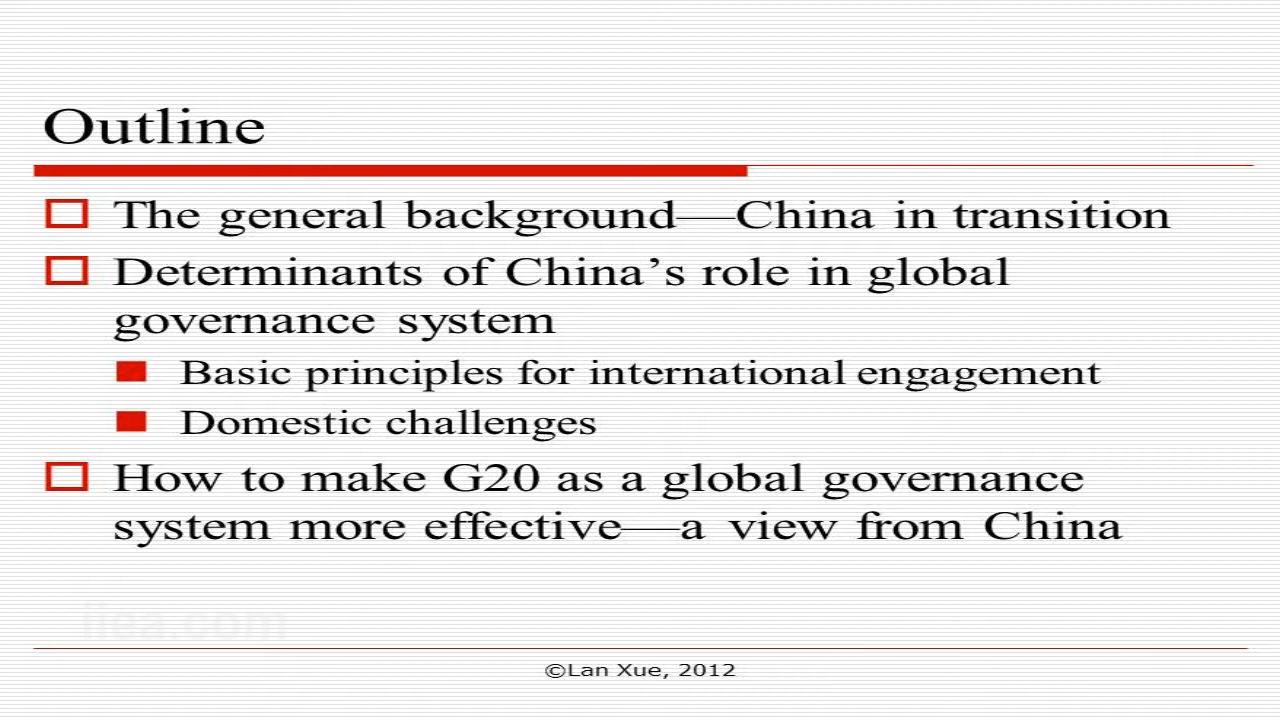 Outline
The general background—China in transition
Determinants of China's role in global
governance system
Basic principles for international engagement
Domestic challenges
How to make G20 as a global governance
system more effective—a view from China
iiea.com
©Lan Xue, 2012